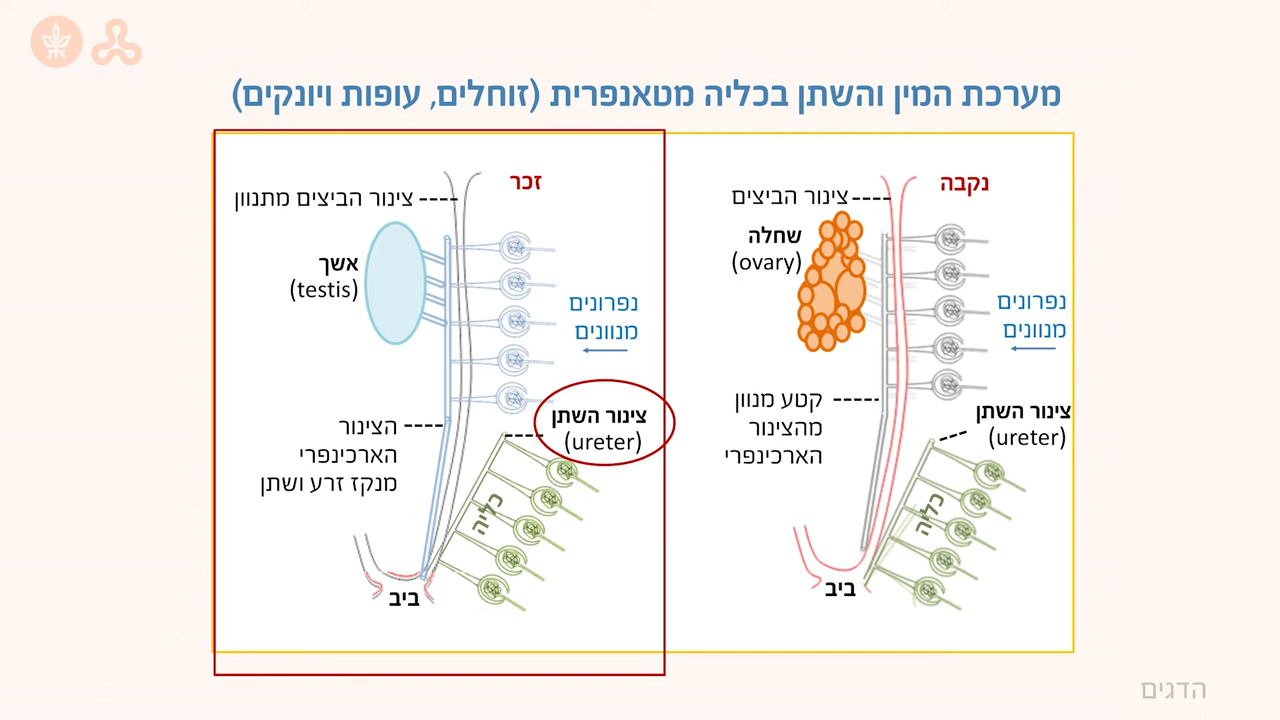 מערכת המין והשתן בכליה מטאנפרית (זוחלים, עופות ויונקים)
נקבה
צינור הביצים
שחלה
(ovary)
נפרונים
מנוונים
קטע מנוון
מהצינור
הארכינפרי
צינור השתן
(ureter)
כליה
ביב
זכר
צינור הביצים מתנוון
אשך
(testis)
נפרונים
מנוונים
צינור השתן
(ureter)
הצינור
הארכינפרי
מנקז זרע ושתן
כליה
ביב
הדגים